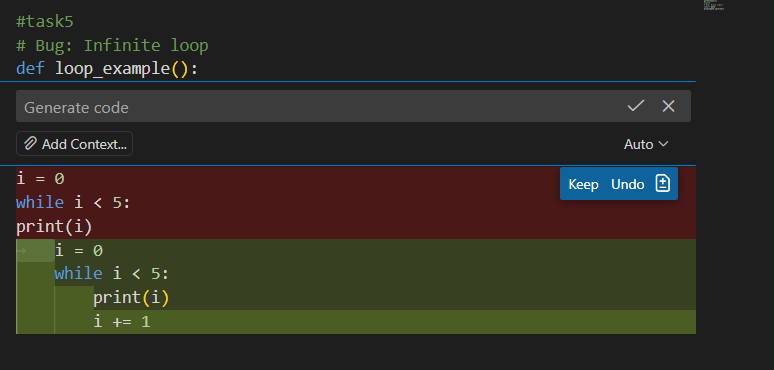 #task5
# Bug: Infinite loop
def loop_example():
Generate code
Add Context...
Auto
i = 0
Keep Undo
while i < 5:
print(i)
i = 0
while i < 5:
print(i)
i += 1